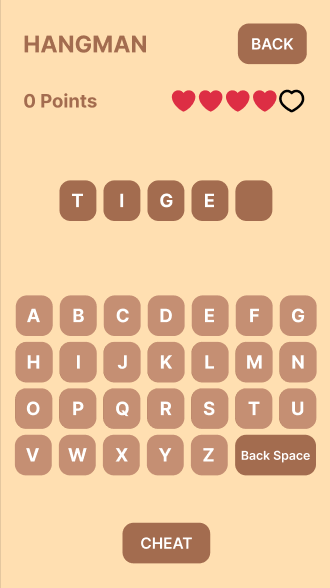 HANGMAN BACK
0 Points
T I G E
A B C D E F G
H I J K L M N
O P Q R S T U
V W X Y Z Back Space
CHEAT